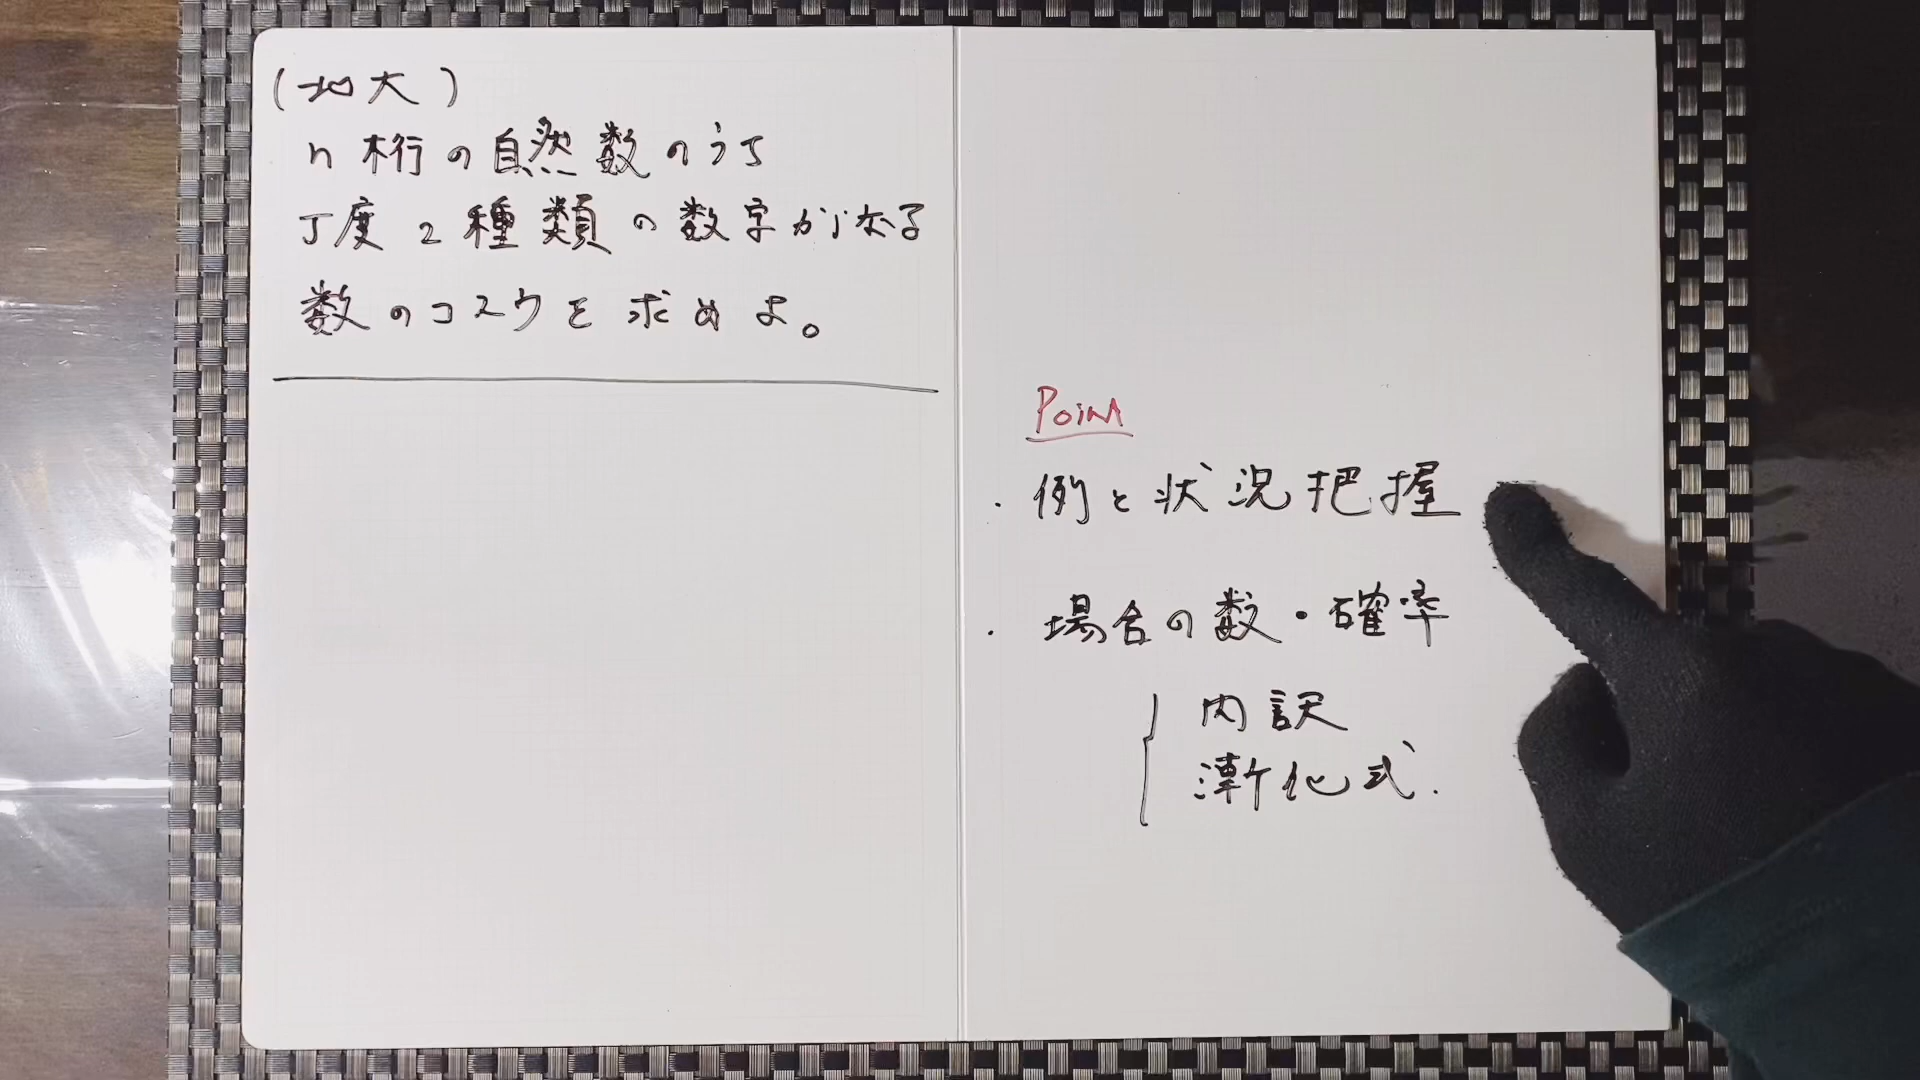 (北大)
n桁の自然数のうち
丁度2種類の数字から成る
数のコスウを求めよ。
Point
・例と状況把握
・場合の数・確率
内訳
漸化式.